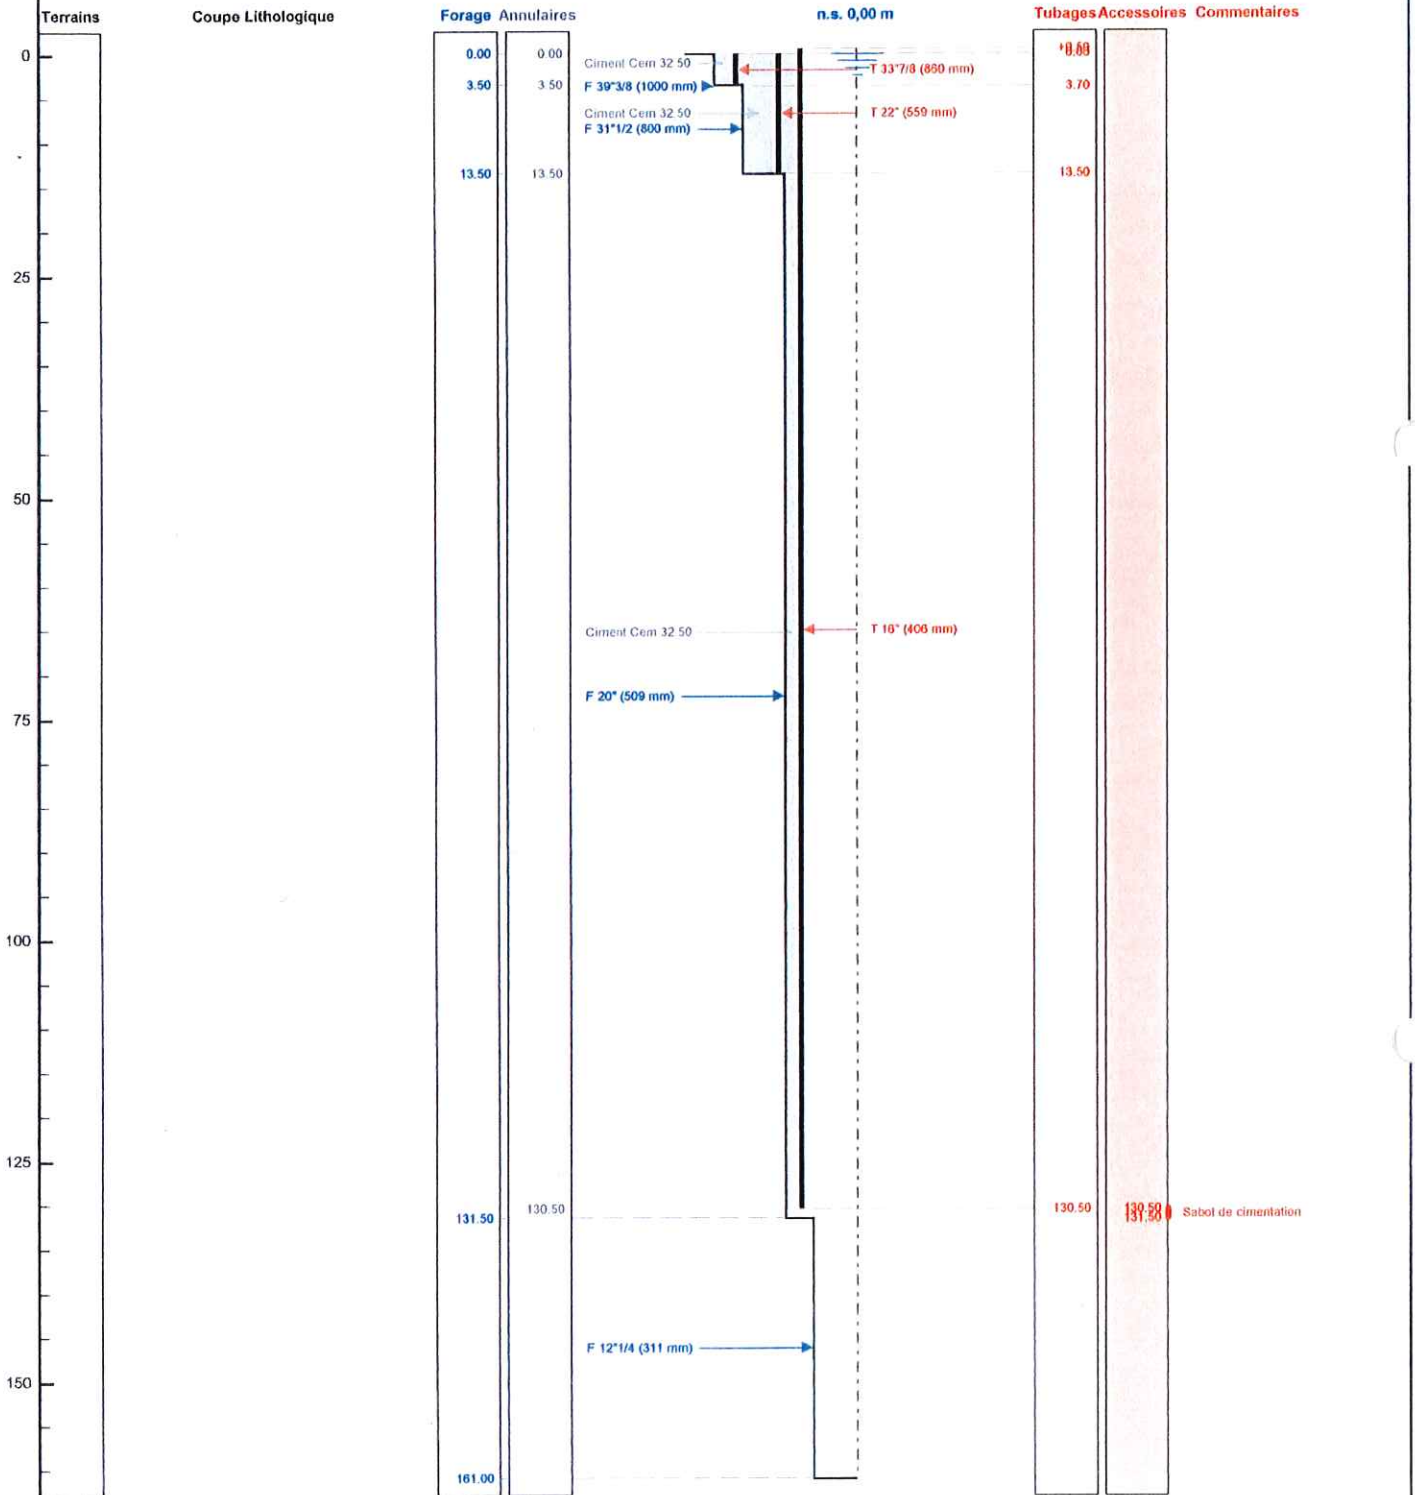 Terrains Coupe Lithologique Forage Annulaires n.s. 0,00 m Tubages Accessoires Commentaires
0 0.00 0.00 Ciment Cem 32 50 T 33"7/8 (860 mm)
3.50 3.50 F 39"3/8 (1000 mm) 3.70
Ciment Cem 32 50 T 22" (559 mm)
F 31"1/2 (800 mm)
13.50 13.50 13.50
25
50
Ciment Cem 32 50 T 16" (406 mm)
F 20" (509 mm)
75
100
125
130.50 130.50 130.50 Sabot de cimentation
131.50 131.50
F 12"1/4 (311 mm)
150
161.00